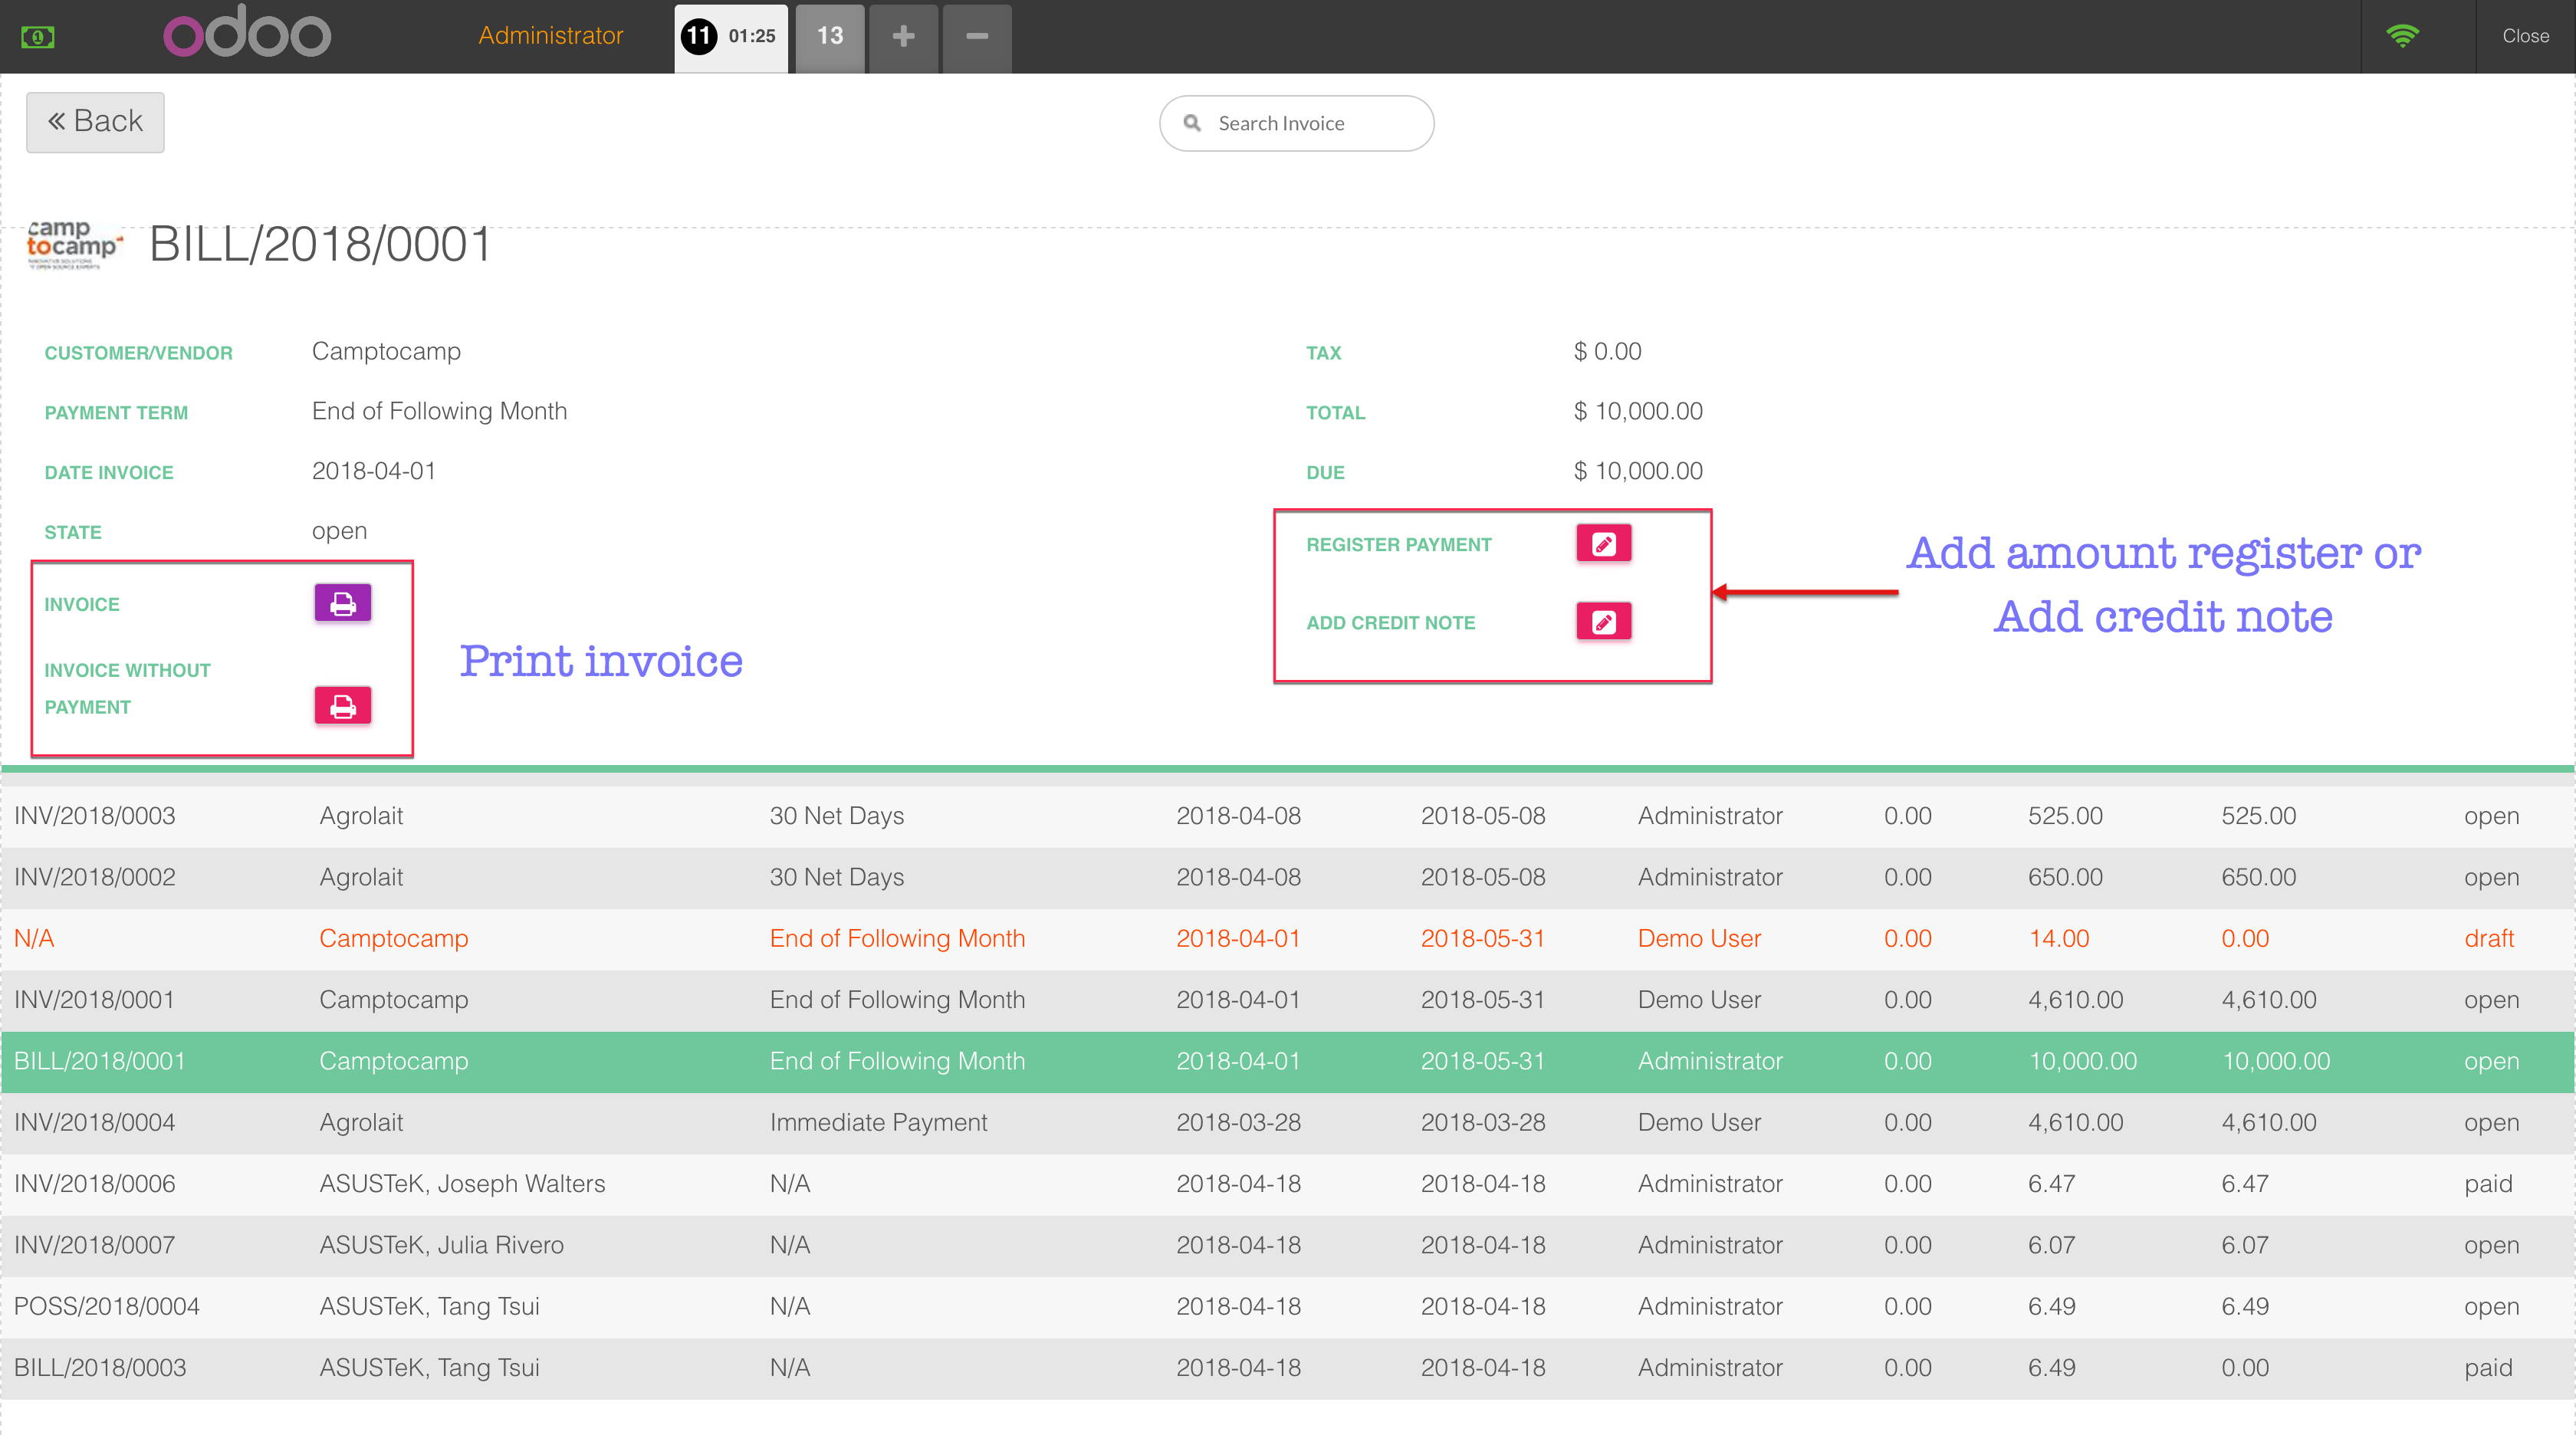 odoo Administrator 11 01:25 13 + − Close
« Back Search Invoice
camp
tocamp BILL/2018/0001
CUSTOMER/VENDOR Camptocamp TAX $ 0.00
PAYMENT TERM End of Following Month TOTAL $ 10,000.00
DATE INVOICE 2018-04-01 DUE $ 10,000.00
STATE open
REGISTER PAYMENT
Add amount register or
INVOICE
ADD CREDIT NOTE
Add credit note
Print invoice
INVOICE WITHOUT
PAYMENT
INV/2018/0003 Agrolait 30 Net Days 2018-04-08 2018-05-08 Administrator 0.00 525.00 525.00 open
INV/2018/0002 Agrolait 30 Net Days 2018-04-08 2018-05-08 Administrator 0.00 650.00 650.00 open
N/A Camptocamp End of Following Month 2018-04-01 2018-05-31 Demo User 0.00 14.00 0.00 draft
INV/2018/0001 Camptocamp End of Following Month 2018-04-01 2018-05-31 Demo User 0.00 4,610.00 4,610.00 open
BILL/2018/0001 Camptocamp End of Following Month 2018-04-01 2018-05-31 Administrator 0.00 10,000.00 10,000.00 open
INV/2018/0004 Agrolait Immediate Payment 2018-03-28 2018-03-28 Demo User 0.00 4,610.00 4,610.00 open
INV/2018/0006 ASUSTeK, Joseph Walters N/A 2018-04-18 2018-04-18 Administrator 0.00 6.47 6.47 paid
INV/2018/0007 ASUSTeK, Julia Rivero N/A 2018-04-18 2018-04-18 Administrator 0.00 6.07 6.07 open
POSS/2018/0004 ASUSTeK, Tang Tsui N/A 2018-04-18 2018-04-18 Administrator 0.00 6.49 6.49 open
BILL/2018/0003 ASUSTeK, Tang Tsui N/A 2018-04-18 2018-04-18 Administrator 0.00 6.49 0.00 paid